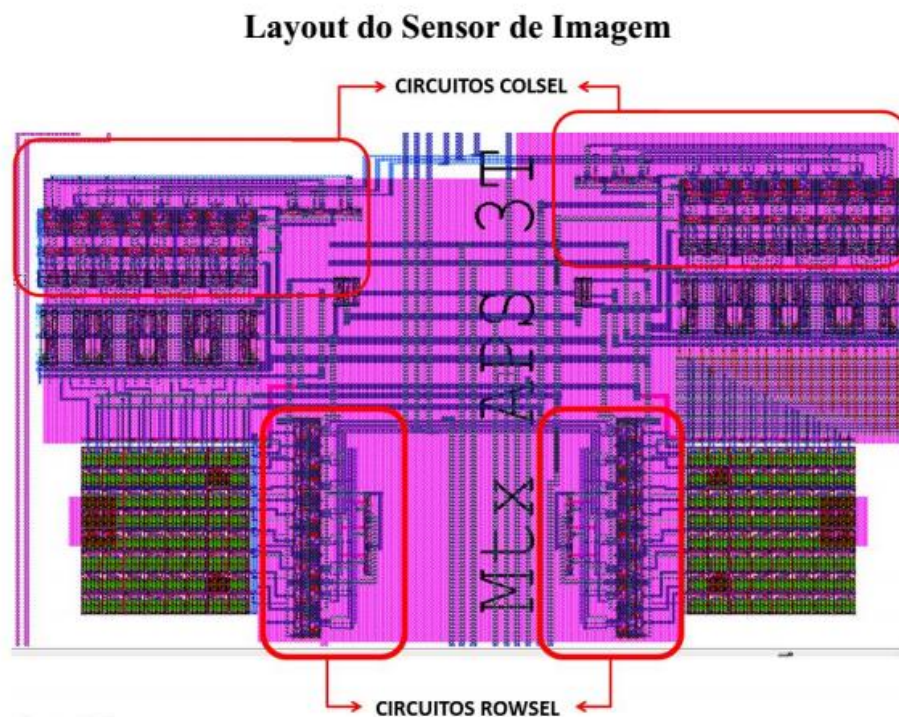 Layout do Sensor de Imagem
CIRCUITOS COLSEL
Mtx APS 3T
CIRCUITOS ROWSEL